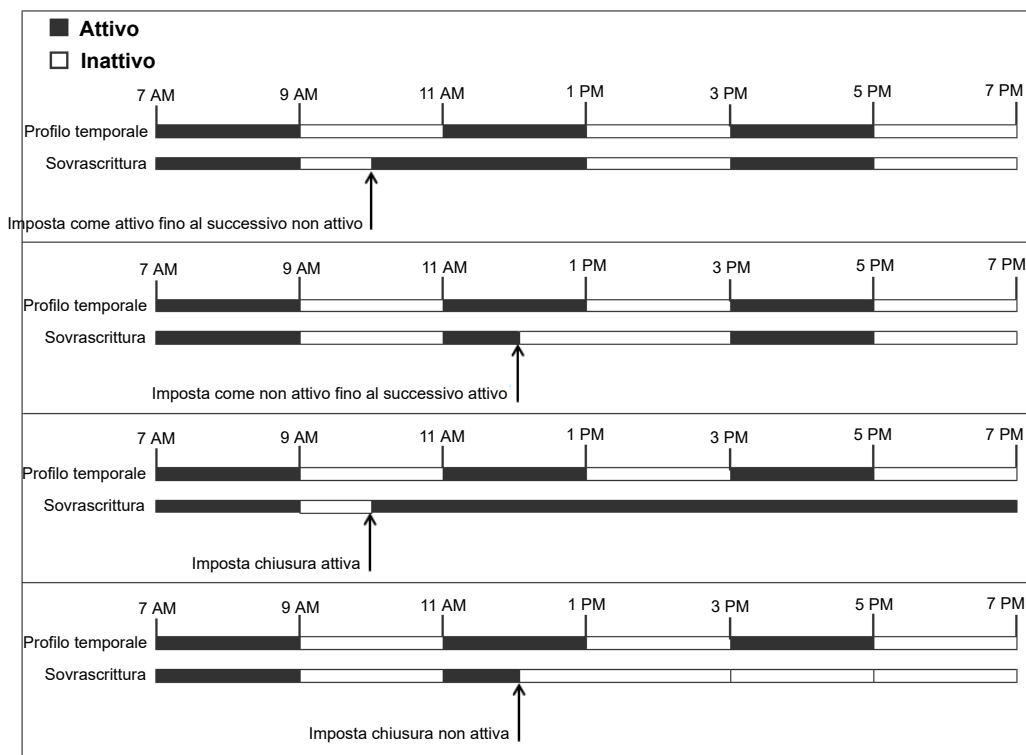 Attivo
Inattivo
7 AM 9 AM 11 AM 1 PM 3 PM 5 PM 7 PM
Profilo temporale
Sovrascrittura
Imposta come attivo fino al successivo non attivo
7 AM 9 AM 11 AM 1 PM 3 PM 5 PM 7 PM
Profilo temporale
Sovrascrittura
Imposta come non attivo fino al successivo attivo
7 AM 9 AM 11 AM 1 PM 3 PM 5 PM 7 PM
Profilo temporale
Sovrascrittura
Imposta chiusura attiva
7 AM 9 AM 11 AM 1 PM 3 PM 5 PM 7 PM
Profilo temporale
Sovrascrittura
Imposta chiusura non attiva